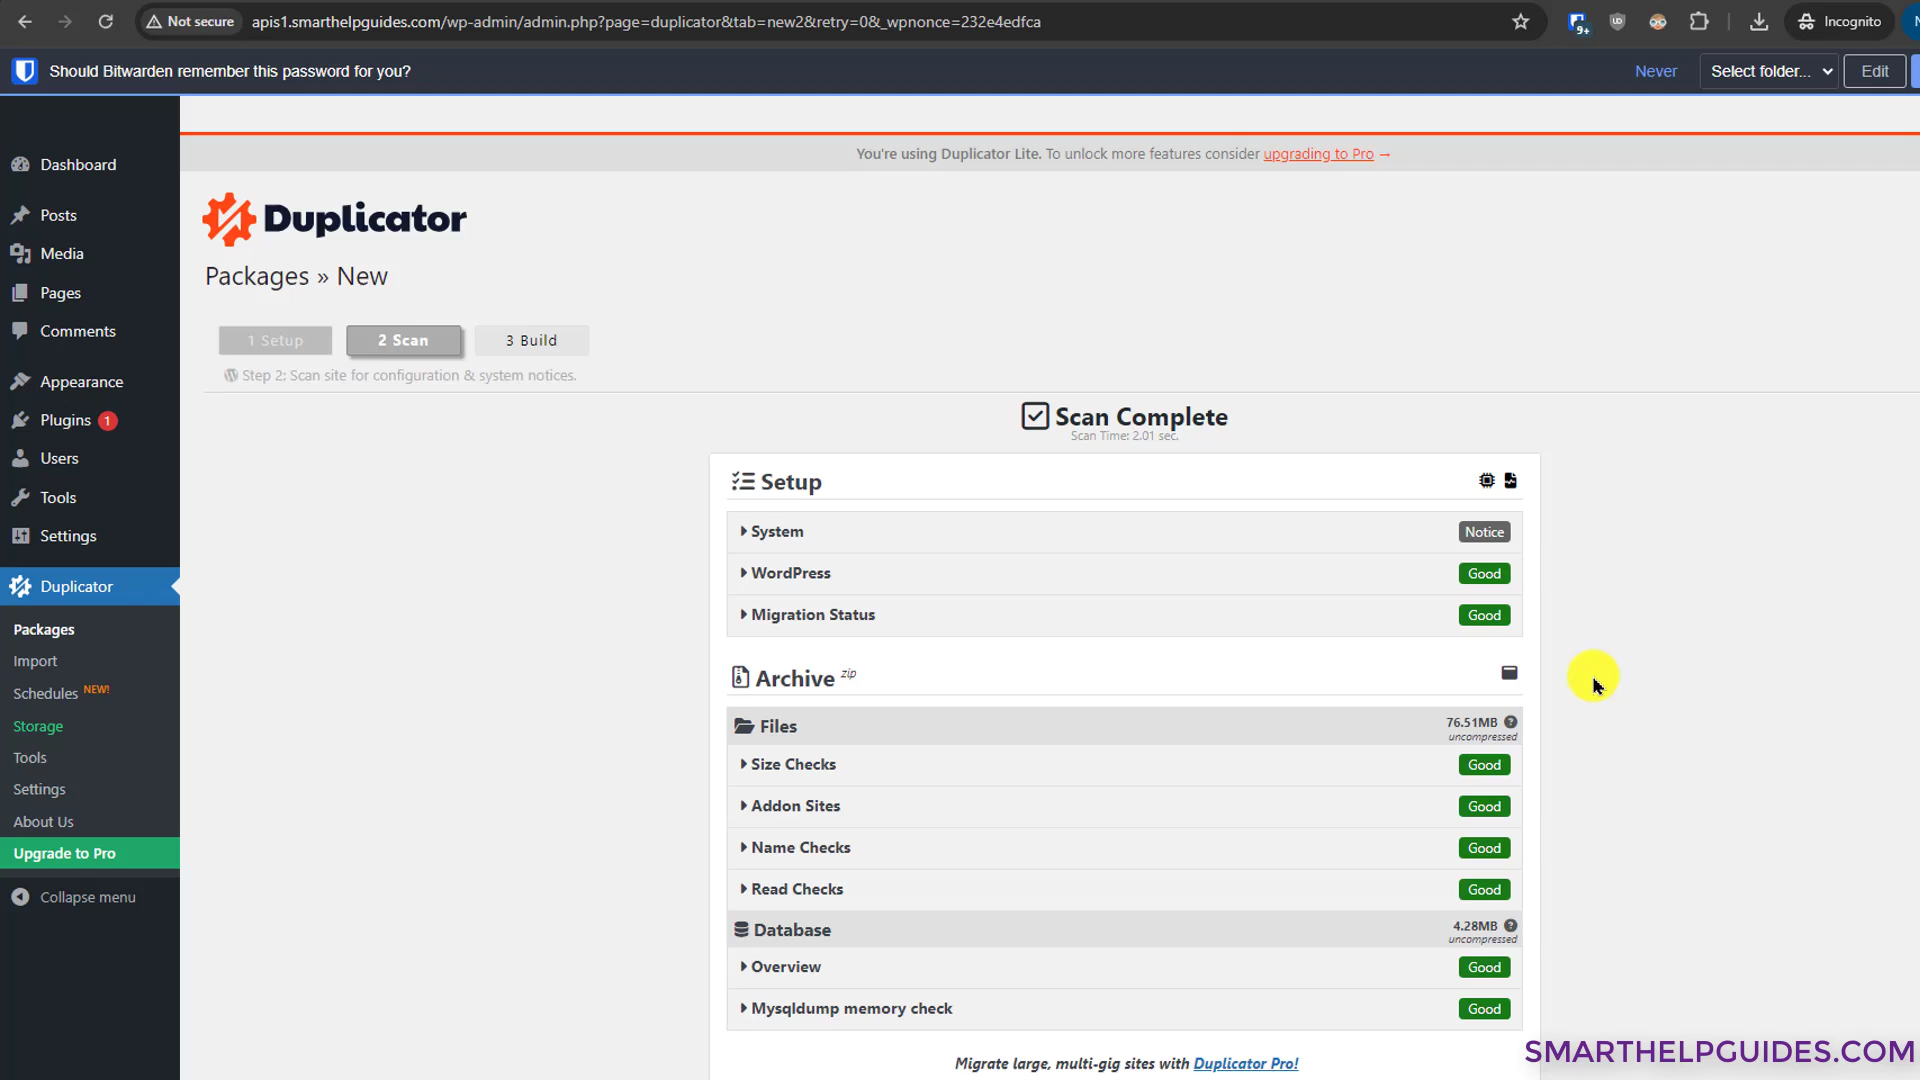 Not secure
apis1.smarthelpguides.com/wp-admin/admin.php?page=duplicator&tab=new2&retry=0&_wpnonce=232e4edfca
9+
Incognito
N
Should Bitwarden remember this password for you?
Never
Select folder...
Edit
Dashboard
Posts
Media
Pages
Comments
Appearance
Plugins 1
Users
Tools
Settings
Duplicator
Packages
Import
Schedules NEW!
Storage
Tools
Settings
About Us
Upgrade to Pro
Collapse menu
You're using Duplicator Lite. To unlock more features consider upgrading to Pro →
Duplicator
Packages » New
1 Setup
2 Scan
3 Build
Step 2: Scan site for configuration & system notices.
Scan Complete
Scan Time: 2.01 sec.
Setup
System Notice
WordPress Good
Migration Status Good
Archive zip
Files 76.51MB
uncompressed
Size Checks Good
Addon Sites Good
Name Checks Good
Read Checks Good
Database 4.28MB
uncompressed
Overview Good
Mysqldump memory check Good
Migrate large, multi-gig sites with Duplicator Pro!
SMARTHELPGUIDES.COM